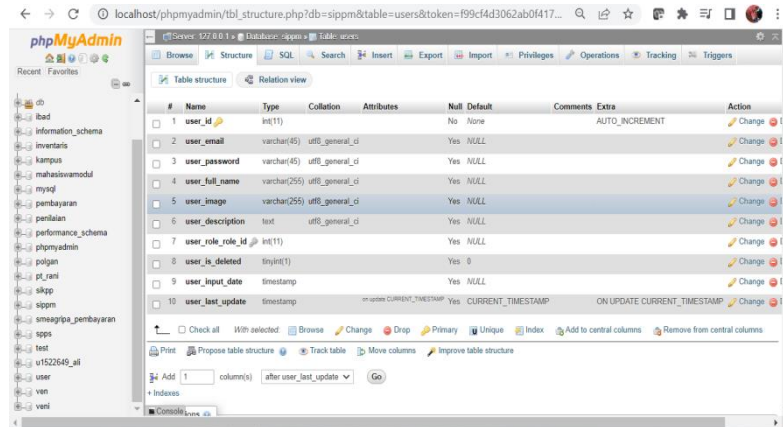 localhost/phpmyadmin/tbl_structure.php?db=sippm&table=users&token=f99cf4d3062ab0f417...
phpMyAdmin
Recent Favorites
db
ibad
information_schema
inventaris
kampus
mahasiswamodul
mysql
pembayaran
penilaian
performance_schema
phpmyadmin
polgan
pt_rani
sikpp
sippm
smeagripa_pembayaran
spps
test
u1522649_ali
user
ven
veni
Server: 127.0.0.1 » Database: sippm » Table: users
Browse Structure SQL Search Insert Export Import Privileges Operations Tracking Triggers
Table structure Relation view
# Name Type Collation Attributes Null Default Comments Extra Action
1 user_id int(11) No None AUTO_INCREMENT Change
2 user_email varchar(45) utf8_general_ci Yes NULL Change
3 user_password varchar(45) utf8_general_ci Yes NULL Change
4 user_full_name varchar(255) utf8_general_ci Yes NULL Change
5 user_image varchar(255) utf8_general_ci Yes NULL Change
6 user_description text utf8_general_ci Yes NULL Change
7 user_role_role_id int(11) Yes NULL Change
8 user_is_deleted tinyint(1) Yes 0 Change
9 user_input_date timestamp Yes NULL Change
10 user_last_update timestamp on update CURRENT_TIMESTAMP Yes CURRENT_TIMESTAMP ON UPDATE CURRENT_TIMESTAMP Change
Check all With selected: Browse Change Drop Primary Unique Index Add to central columns Remove from central columns
Print Propose table structure Track table Move columns Improve table structure
Add 1 column(s) after user_last_update Go
+ Indexes
Console